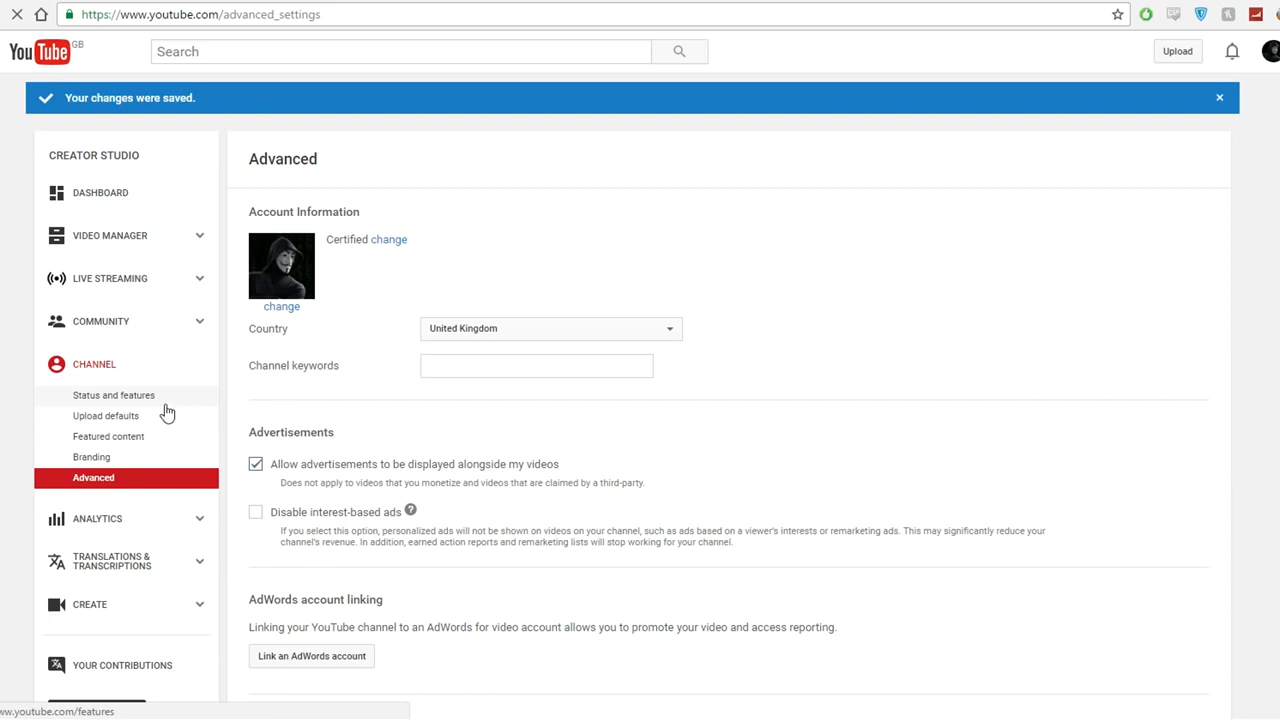 https://www.youtube.com/advanced_settings
YouTube GB
Search
Upload
Your changes were saved.
×
CREATOR STUDIO
DASHBOARD
VIDEO MANAGER
LIVE STREAMING
COMMUNITY
CHANNEL
Status and features
Upload defaults
Featured content
Branding
Advanced
ANALYTICS
TRANSLATIONS &
TRANSCRIPTIONS
CREATE
YOUR CONTRIBUTIONS
Advanced
Account Information
Certified change
change
Country
United Kingdom
Channel keywords
Advertisements
Allow advertisements to be displayed alongside my videos
Does not apply to videos that you monetize and videos that are claimed by a third-party.
Disable interest-based ads ?
If you select this option, personalized ads will not be shown on videos on your channel, such as ads based on a viewer's interests or remarketing ads. This may significantly reduce your
channel's revenue. In addition, earned action reports and remarketing lists will stop working for your channel.
AdWords account linking
Linking your YouTube channel to an AdWords for video account allows you to promote your video and access reporting.
Link an AdWords account
ww.youtube.com/features